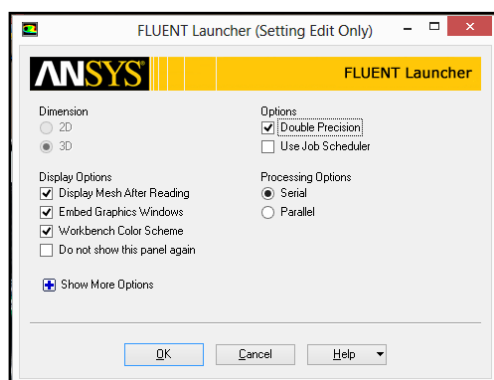 FLUENT Launcher (Setting Edit Only)
ANSYS
FLUENT Launcher
Dimension
2D
3D
Options
Double Precision
Use Job Scheduler
Display Options
Display Mesh After Reading
Embed Graphics Windows
Workbench Color Scheme
Do not show this panel again
Processing Options
Serial
Parallel
Show More Options
OK
Cancel
Help